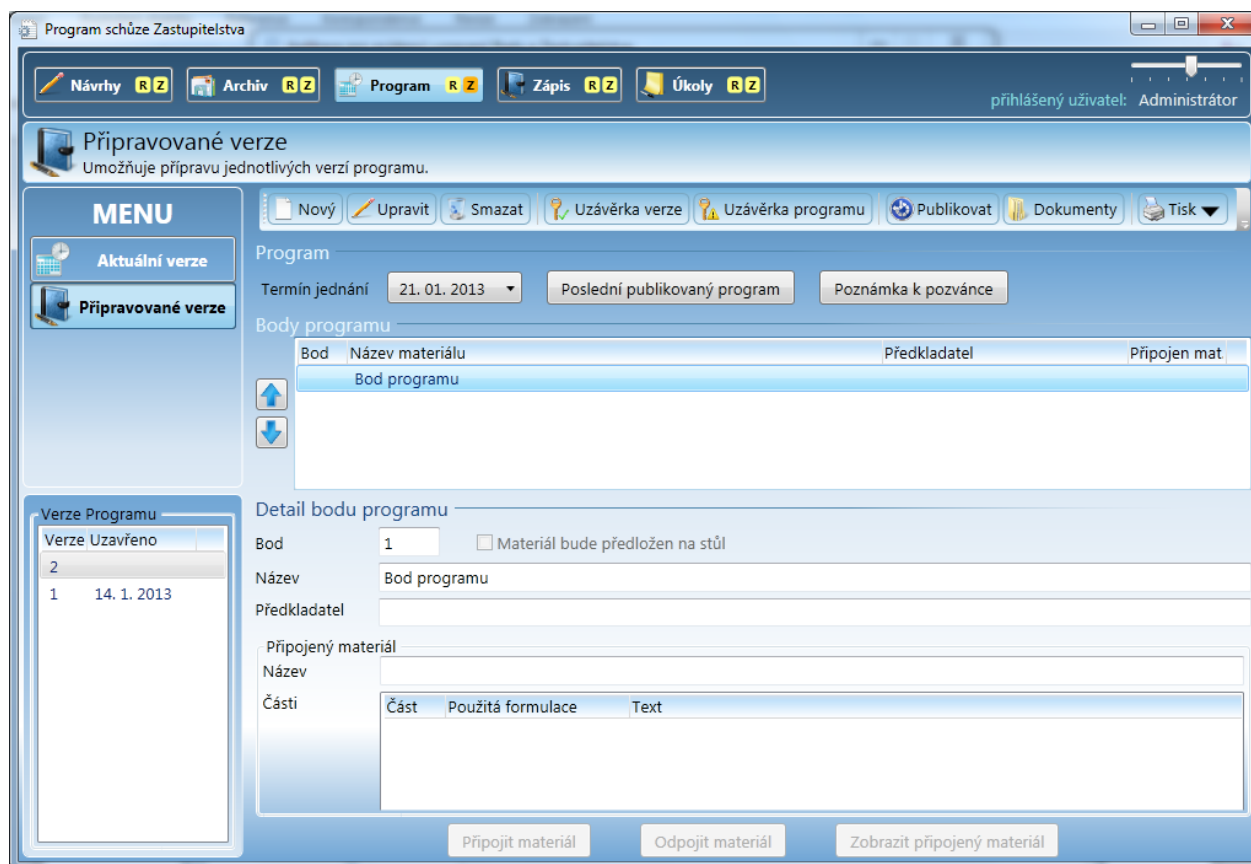 Program schůze Zastupitelstva
Návrhy R Z Archiv R Z Program R Z Zápis R Z Úkoly R Z
přihlášený uživatel: Administrátor
Připravované verze
Umožňuje přípravu jednotlivých verzí programu.
MENU
Aktuální verze
Připravované verze
Nový Upravit Smazat Uzávěrka verze Uzávěrka programu Publikovat Dokumenty Tisk
Program
Termín jednání 21. 01. 2013 Poslední publikovaný program Poznámka k pozvánce
Body programu
Bod Název materiálu Předkladatel Připojen mat.
Bod programu
Verze Programu
Verze Uzavřeno
2
1 14. 1. 2013
Detail bodu programu
Bod 1 Materiál bude předložen na stůl
Název Bod programu
Předkladatel
Připojený materiál
Název
Části Část Použitá formulace Text
Připojit materiál Odpojit materiál Zobrazit připojený materiál